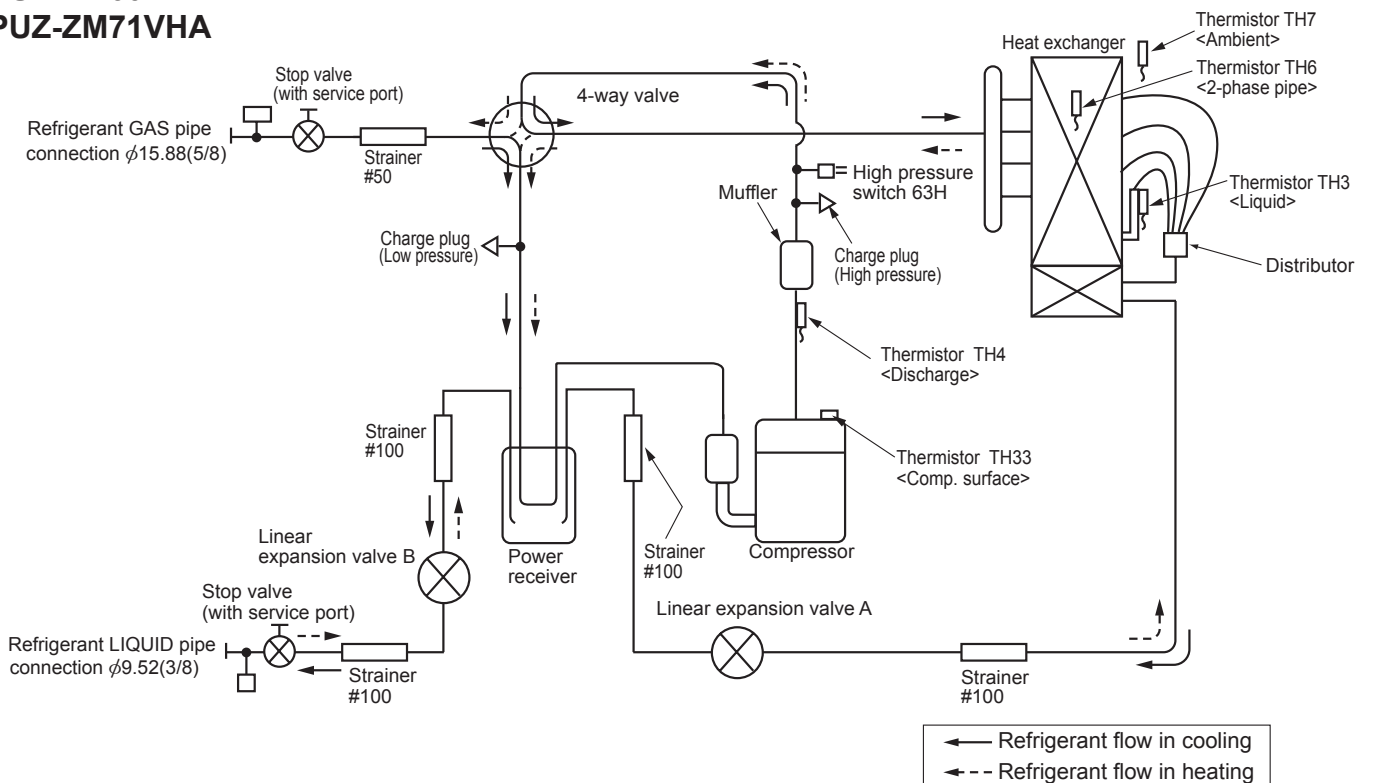 PUZ-ZM71VHA
Stop valve
(with service port)
Refrigerant GAS pipe
connection ϕ15.88(5/8)
Strainer
#50
4-way valve
Heat exchanger
Thermistor TH7
<Ambient>
Thermistor TH6
<2-phase pipe>
Thermistor TH3
<Liquid>
Distributor
High pressure
switch 63H
Muffler
Charge plug
(Low pressure)
Charge plug
(High pressure)
Thermistor TH4
<Discharge>
Strainer
#100
Thermistor TH33
<Comp. surface>
Linear
expansion valve B
Power
receiver
Strainer
#100
Compressor
Stop valve
(with service port)
Linear expansion valve A
Refrigerant LIQUID pipe
connection ϕ9.52(3/8)
Strainer
#100
Strainer
#100
Refrigerant flow in cooling
Refrigerant flow in heating